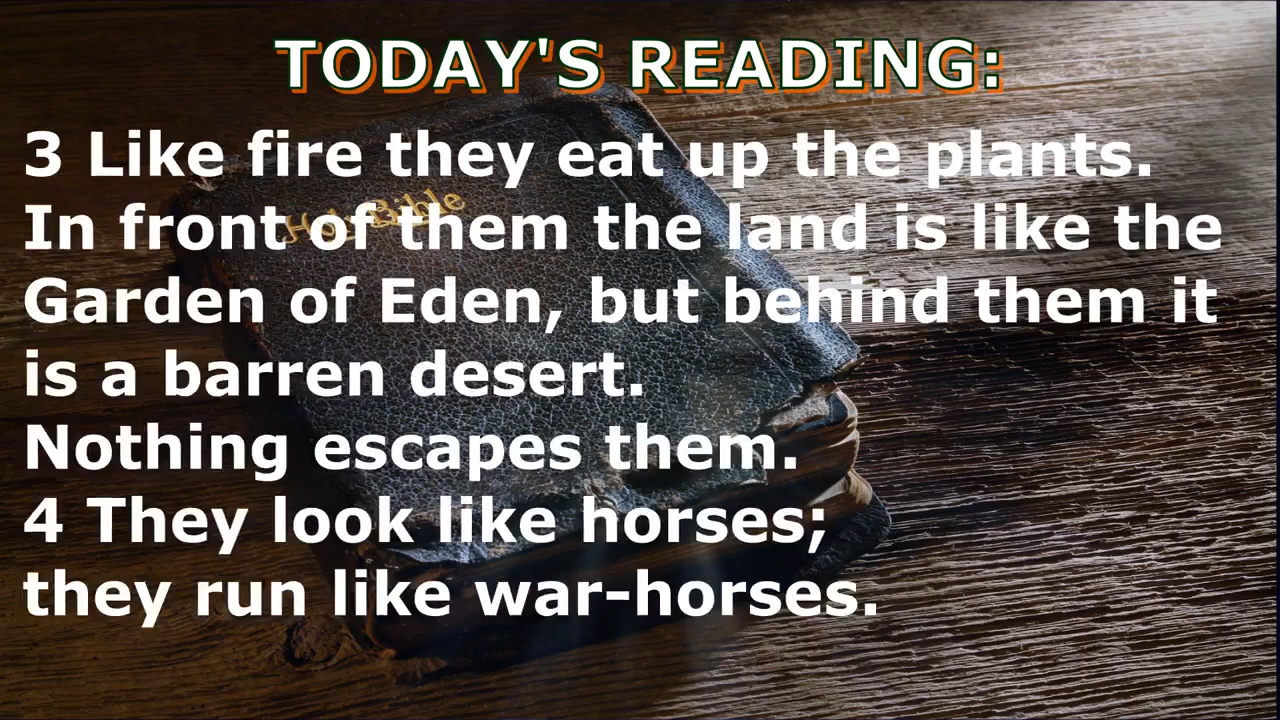 TODAY'S READING:
3 Like fire they eat up the plants.
In front of them the land is like the
Garden of Eden, but behind them it
is a barren desert.
Nothing escapes them.
4 They look like horses;
they run like war-horses.
Holy Bible